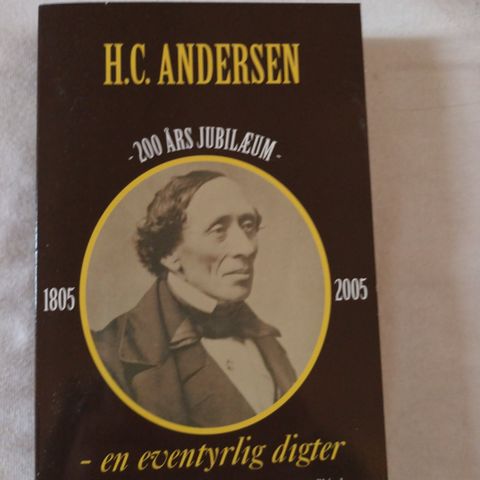 H.C. ANDERSEN
- 200 ÅRS JUBILÆUM -
1805
2005
- en eventyrlig digter